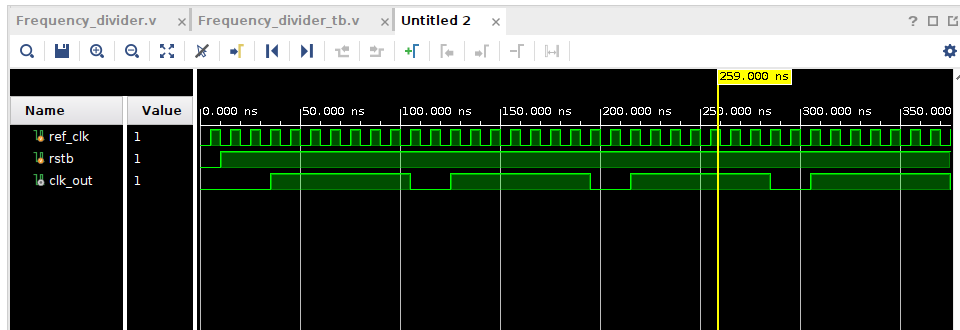 Frequency_divider.v × Frequency_divider_tb.v × Untitled 2 × ?
259.000 ns
Name Value 0.000 ns 50.000 ns 100.000 ns 150.000 ns 200.000 ns 250.000 ns 300.000 ns 350.000
ref_clk 1
rstb 1
clk_out 1